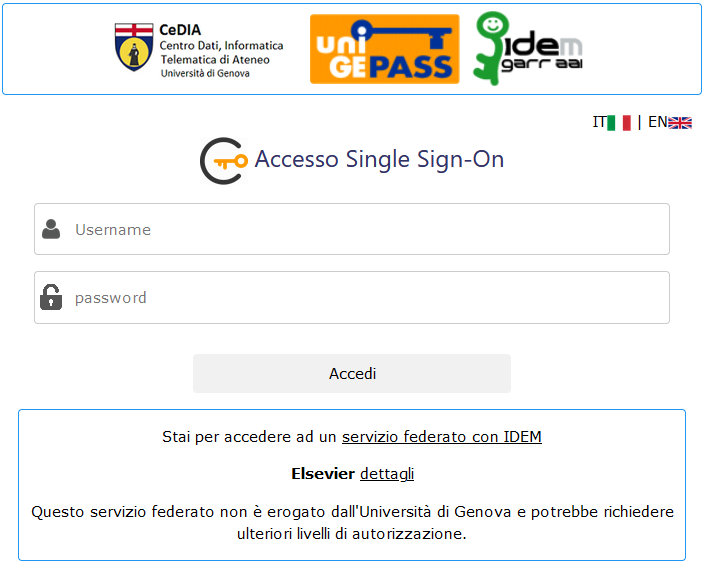 CeDIA
Centro Dati, Informatica
Telematica di Ateneo
Università di Genova
uni
GEPASS
idem
garr aai
IT | EN
Accesso Single Sign-On
Username
password
Accedi
Stai per accedere ad un servizio federato con IDEM
Elsevier dettagli
Questo servizio federato non è erogato dall'Università di Genova e potrebbe richiedere
ulteriori livelli di autorizzazione.